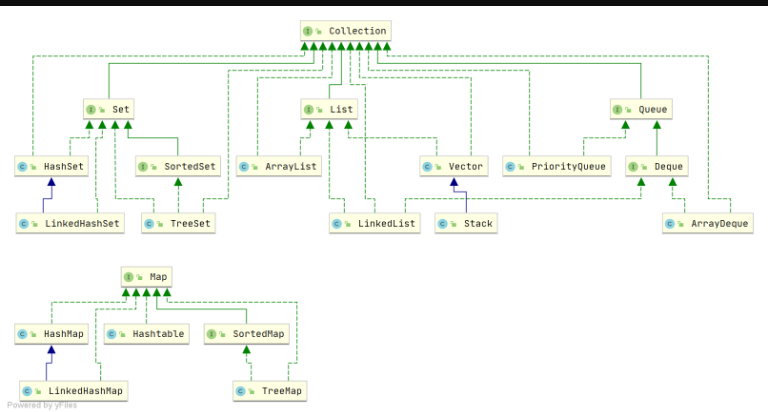 Collection
Set
List
Queue
HashSet
SortedSet
ArrayList
Vector
PriorityQueue
Deque
LinkedHashSet
TreeSet
LinkedList
Stack
ArrayDeque
Map
HashMap
Hashtable
SortedMap
LinkedHashMap
TreeMap
Powered by yFiles